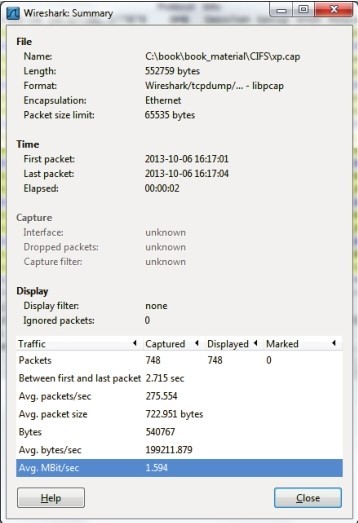 Wireshark: Summary
File
Name: C:\book\book_material\CIFS\xp.cap
Length: 552759 bytes
Format: Wireshark/tcpdump/... - libpcap
Encapsulation: Ethernet
Packet size limit: 65535 bytes
Time
First packet: 2013-10-06 16:17:01
Last packet: 2013-10-06 16:17:04
Elapsed: 00:00:02
Capture
Interface: unknown
Dropped packets: unknown
Capture filter: unknown
Display
Display filter: none
Ignored packets: 0
Traffic Captured Displayed Marked
Packets 748 748 0
Between first and last packet 2.715 sec
Avg. packets/sec 275.554
Avg. packet size 722.951 bytes
Bytes 540767
Avg. bytes/sec 199211.879
Avg. MBit/sec 1.594
Help Close